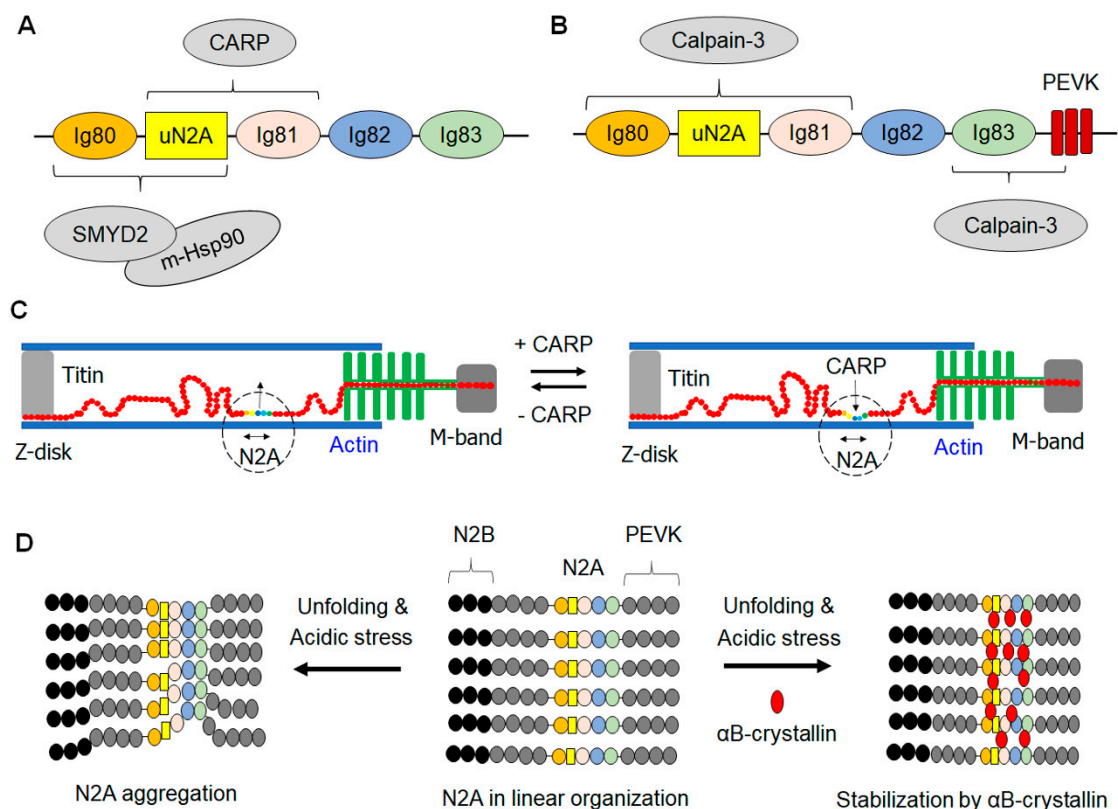 A
CARP
Ig80
uN2A
Ig81
Ig82
Ig83
SMYD2
m-Hsp90
B
Calpain-3
PEVK
Ig80
uN2A
Ig81
Ig82
Ig83
Calpain-3
C
Titin
Z-disk
N2A
Actin
M-band
+ CARP
- CARP
CARP
Titin
Z-disk
N2A
Actin
M-band
D
Unfolding &
Acidic stress
N2A aggregation
N2B
N2A
PEVK
N2A in linear organization
Unfolding &
Acidic stress
αB-crystallin
Stabilization by αB-crystallin